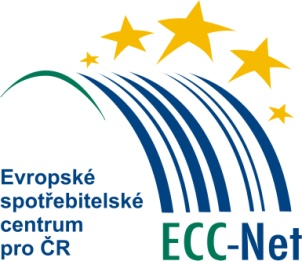 Evropské
spotřebitelské
centrum
pro ČR
ECC-Net